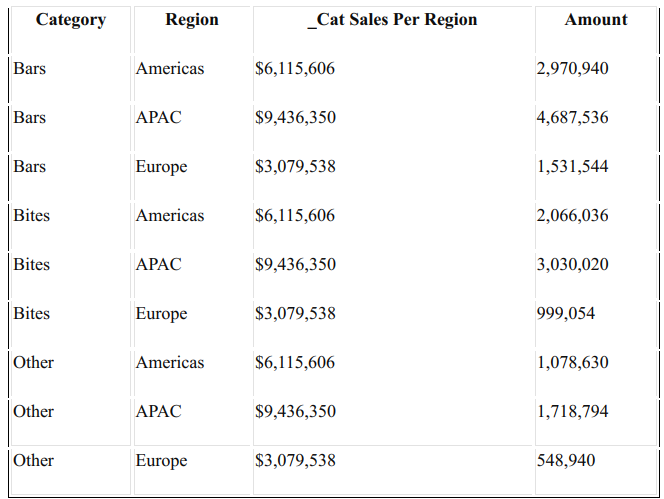 Category Region _Cat Sales Per Region Amount
Bars Americas $6,115,606 2,970,940
Bars APAC $9,436,350 4,687,536
Bars Europe $3,079,538 1,531,544
Bites Americas $6,115,606 2,066,036
Bites APAC $9,436,350 3,030,020
Bites Europe $3,079,538 999,054
Other Americas $6,115,606 1,078,630
Other APAC $9,436,350 1,718,794
Other Europe $3,079,538 548,940